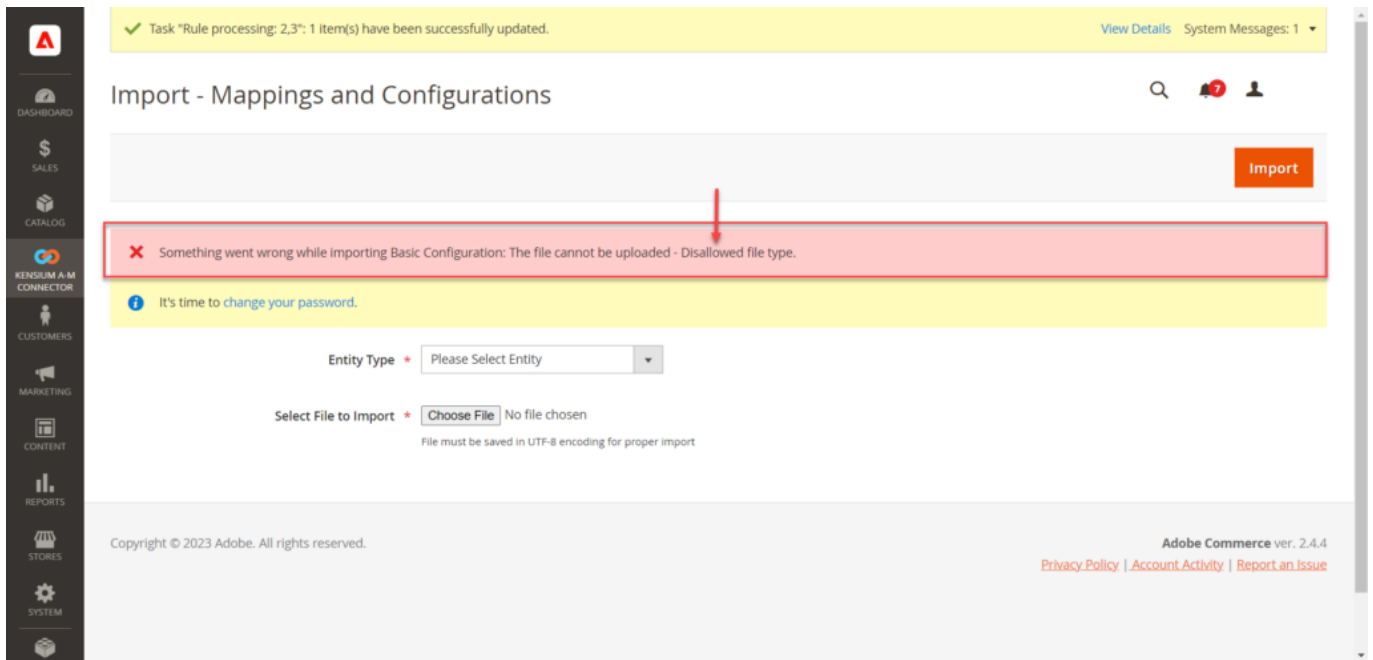 Task "Rule processing: 2,3": 1 item(s) have been successfully updated.
View Details System Messages: 1
DASHBOARD
SALES
CATALOG
KENSIUM A-M
CONNECTOR
CUSTOMERS
MARKETING
CONTENT
REPORTS
STORES
SYSTEM
Import - Mappings and Configurations
7
Import
Something went wrong while importing Basic Configuration: The file cannot be uploaded - Disallowed file type.
It's time to change your password.
Entity Type * Please Select Entity
Select File to Import * Choose File No file chosen
File must be saved in UTF-8 encoding for proper import
Copyright © 2023 Adobe. All rights reserved.
Adobe Commerce ver. 2.4.4
Privacy Policy | Account Activity | Report an Issue